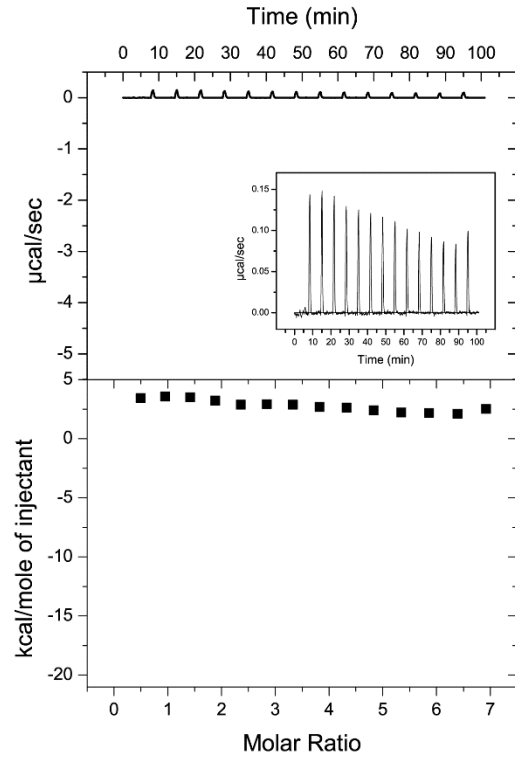 Time (min)
0 10 20 30 40 50 60 70 80 90 100
0
-1
-2
-3
-4
-5
µcal/sec
0.15
0.10
0.05
0.00
µcal/sec
0 10 20 30 40 50 60 70 80 90 100
Time (min)
5
0
-5
-10
-15
-20
kcal/mole of injectant
0 1 2 3 4 5 6 7
Molar Ratio